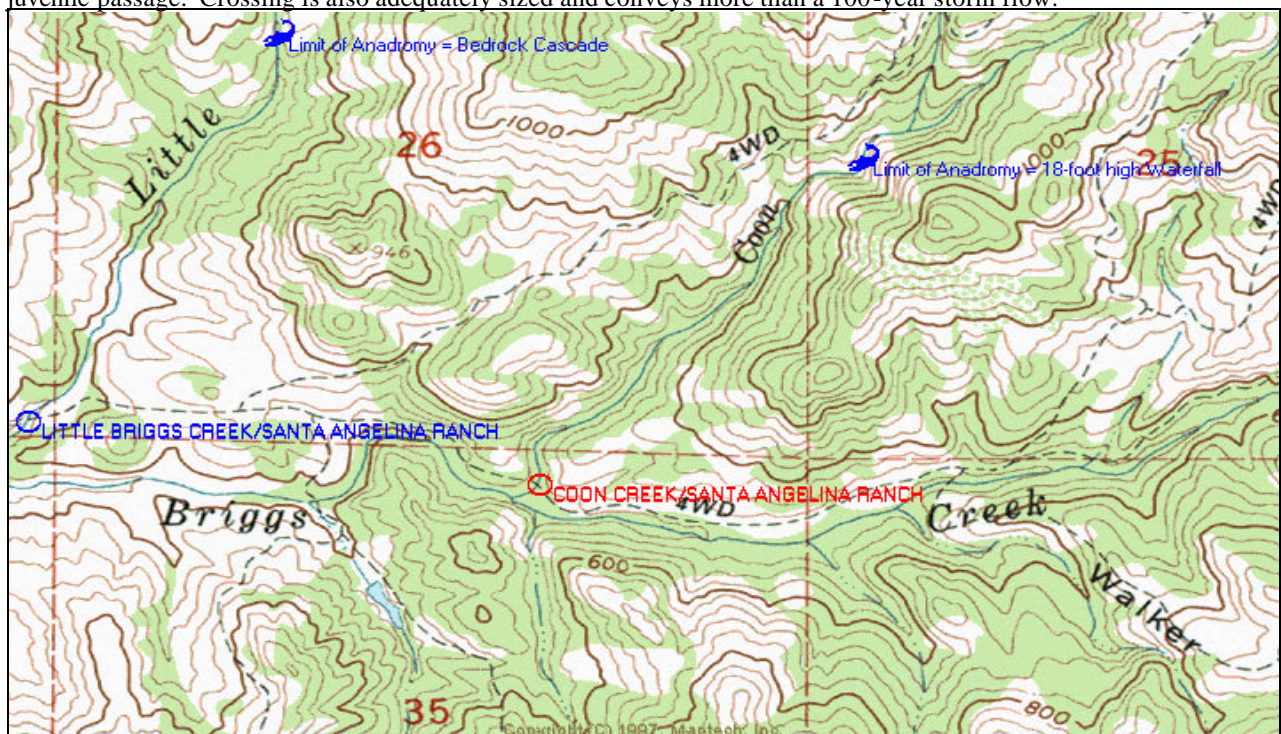 juvenile passage. Crossing is also adequately sized and conveys more than a 100-year storm flow.
Limit of Anadromy = Bedrock Cascade
Little
26
1000
4WD
Limit of Anadromy = 18-foot high Waterfall
1000
25
4WD
Coon
946
LITTLE BRIGGS CREEK/SANTA ANGELINA RANCH
COON CREEK/SANTA ANGELINA RANCH
4WD
Briggs
Creek
600
Walker
35
800
Copyright (C) 1997, Maptech, Inc.